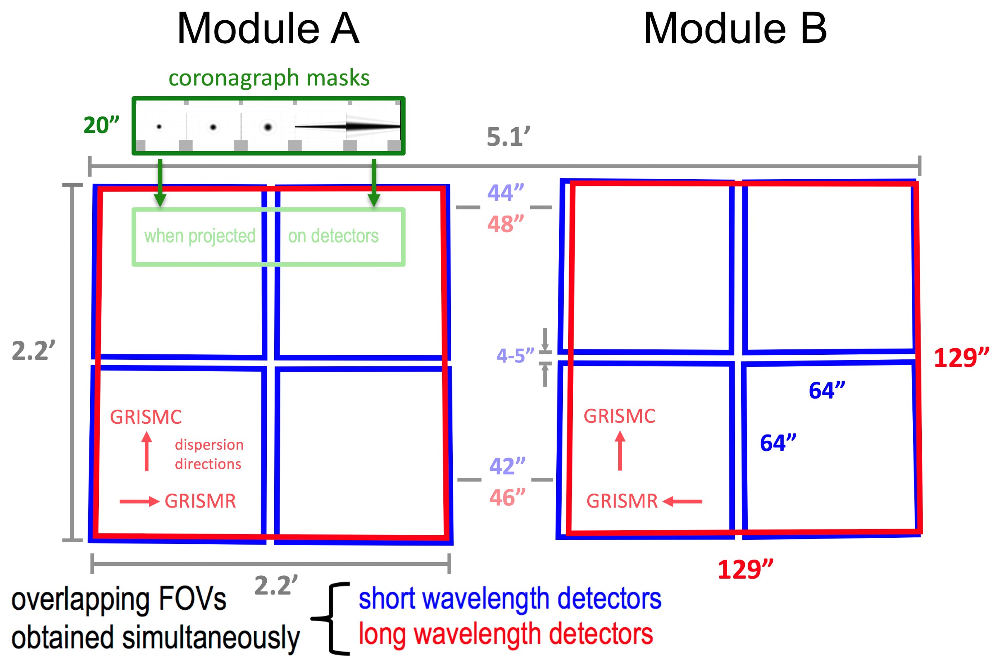 Module A
Module B
coronagraph masks
20”
5.1’
44”
48”
when projected
on detectors
2.2’
4-5”
129”
64”
64”
GRISMC
dispersion
directions
GRISMR
42”
46”
GRISMC
GRISMR
129”
2.2’
overlapping FOVs
obtained simultaneously
short wavelength detectors
long wavelength detectors